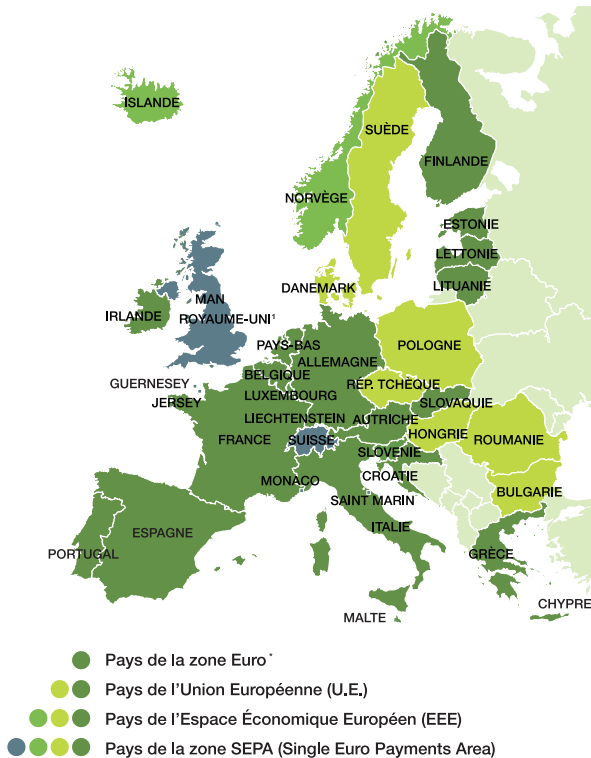 ISLANDE
SUÈDE
FINLANDE
NORVÈGE
ESTONIE
LETTONIE
LITUANIE
DANEMARK
MAN
IRLANDE
ROYAUME-UNI¹
PAYS-BAS
POLOGNE
ALLEMAGNE
BELGIQUE
GUERNESEY
RÉP. TCHÈQUE
JERSEY
LUXEMBOURG
SLOVAQUIE
LIECHTENSTEIN
AUTRICHE
FRANCE
SUISSE
HONGRIE
ROUMANIE
SLOVENIE
CROATIE
MONACO
BULGARIE
SAINT MARIN
ITALIE
ESPAGNE
PORTUGAL
GRÈCE
CHYPRE
MALTE
Pays de la zone Euro*
Pays de l'Union Européenne (U.E.)
Pays de l'Espace Économique Européen (EEE)
Pays de la zone SEPA (Single Euro Payments Area)